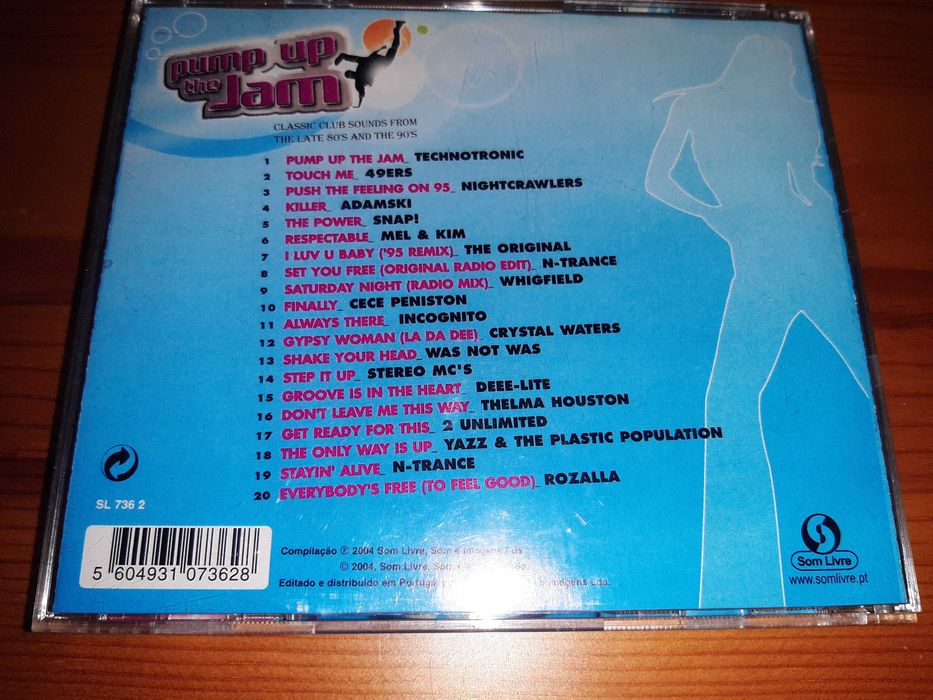 pump up
the Jam
CLASSIC CLUB SOUNDS FROM
THE LATE 80'S AND THE 90'S
1 PUMP UP THE JAM_ TECHNOTRONIC
2 TOUCH ME_ 49ERS
3 PUSH THE FEELING ON 95_ NIGHTCRAWLERS
4 KILLER_ ADAMSKI
5 THE POWER_ SNAP!
6 RESPECTABLE_ MEL & KIM
7 I LUV U BABY ('95 REMIX)_ THE ORIGINAL
8 SET YOU FREE (ORIGINAL RADIO EDIT)_ N-TRANCE
9 SATURDAY NIGHT (RADIO MIX)_ WHIGFIELD
10 FINALLY_ CECE PENISTON
11 ALWAYS THERE_ INCOGNITO
12 GYPSY WOMAN (LA DA DEE)_ CRYSTAL WATERS
13 SHAKE YOUR HEAD_ WAS NOT WAS
14 STEP IT UP_ STEREO MC'S
15 GROOVE IS IN THE HEART_ DEEE-LITE
16 DON'T LEAVE ME THIS WAY_ THELMA HOUSTON
17 GET READY FOR THIS_ 2 UNLIMITED
18 THE ONLY WAY IS UP_ YAZZ & THE PLASTIC POPULATION
19 STAYIN' ALIVE_ N-TRANCE
20 EVERYBODY'S FREE (TO FEEL GOOD)_ ROZALLA
SL 736 2
5 604931 073628
Compilação ℗ 2004 Som Livre, Som e Imagens Lda
© 2004, Som Livre, Som
Editado e distribuído em Portugal Imagens Lda.
Som Livre
www.somlivre.pt